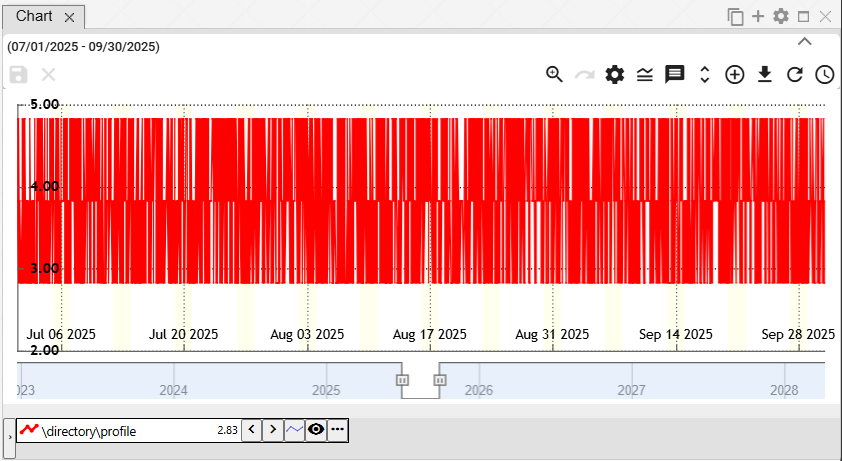 Chart
(07/01/2025 - 09/30/2025)
5.00
4.00
3.00
2.00
Jul 06 2025 Jul 20 2025 Aug 03 2025 Aug 17 2025 Aug 31 2025 Sep 14 2025 Sep 28 2025
023 2024 2025 2026 2027 2028
\directory\profile 2.83